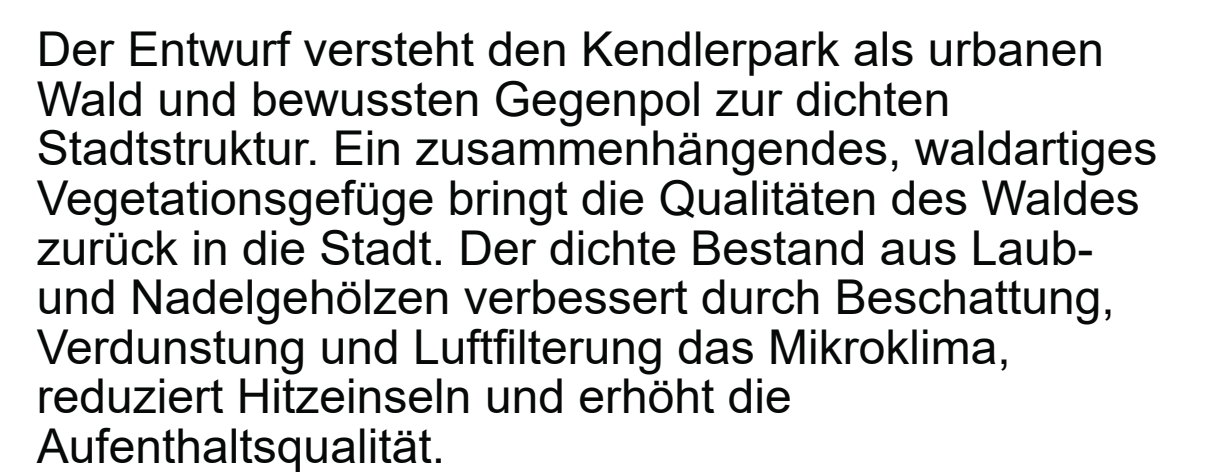 Der Entwurf versteht den Kendlerpark als urbanen
Wald und bewussten Gegenpol zur dichten
Stadtstruktur. Ein zusammenhängendes, waldartiges
Vegetationsgefüge bringt die Qualitäten des Waldes
zurück in die Stadt. Der dichte Bestand aus Laub-
und Nadelgehölzen verbessert durch Beschattung,
Verdunstung und Luftfilterung das Mikroklima,
reduziert Hitzeinseln und erhöht die
Aufenthaltsqualität.